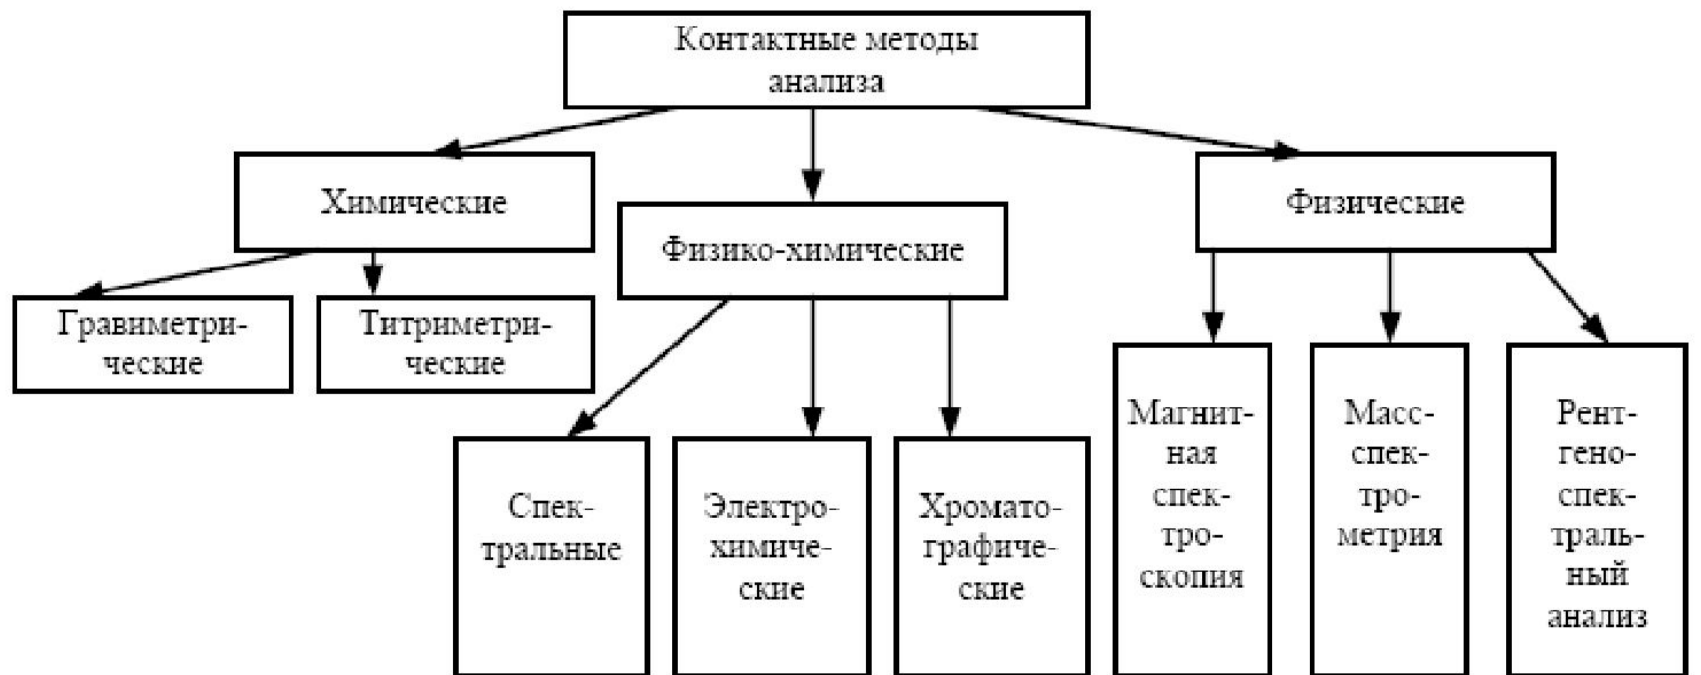 Контактные методы
анализа
Химические
Физико-химические
Физические
Гравиметри-
ческие
Титриметри-
ческие
Спек-
тральные
Электро-
химиче-
ские
Хромато-
графиче-
ские
Магнит-
ная
спек-
тро-
скопия
Масс-
спек-
тро-
метрия
Рент-
гено-
спек-
траль-
ный
анализ